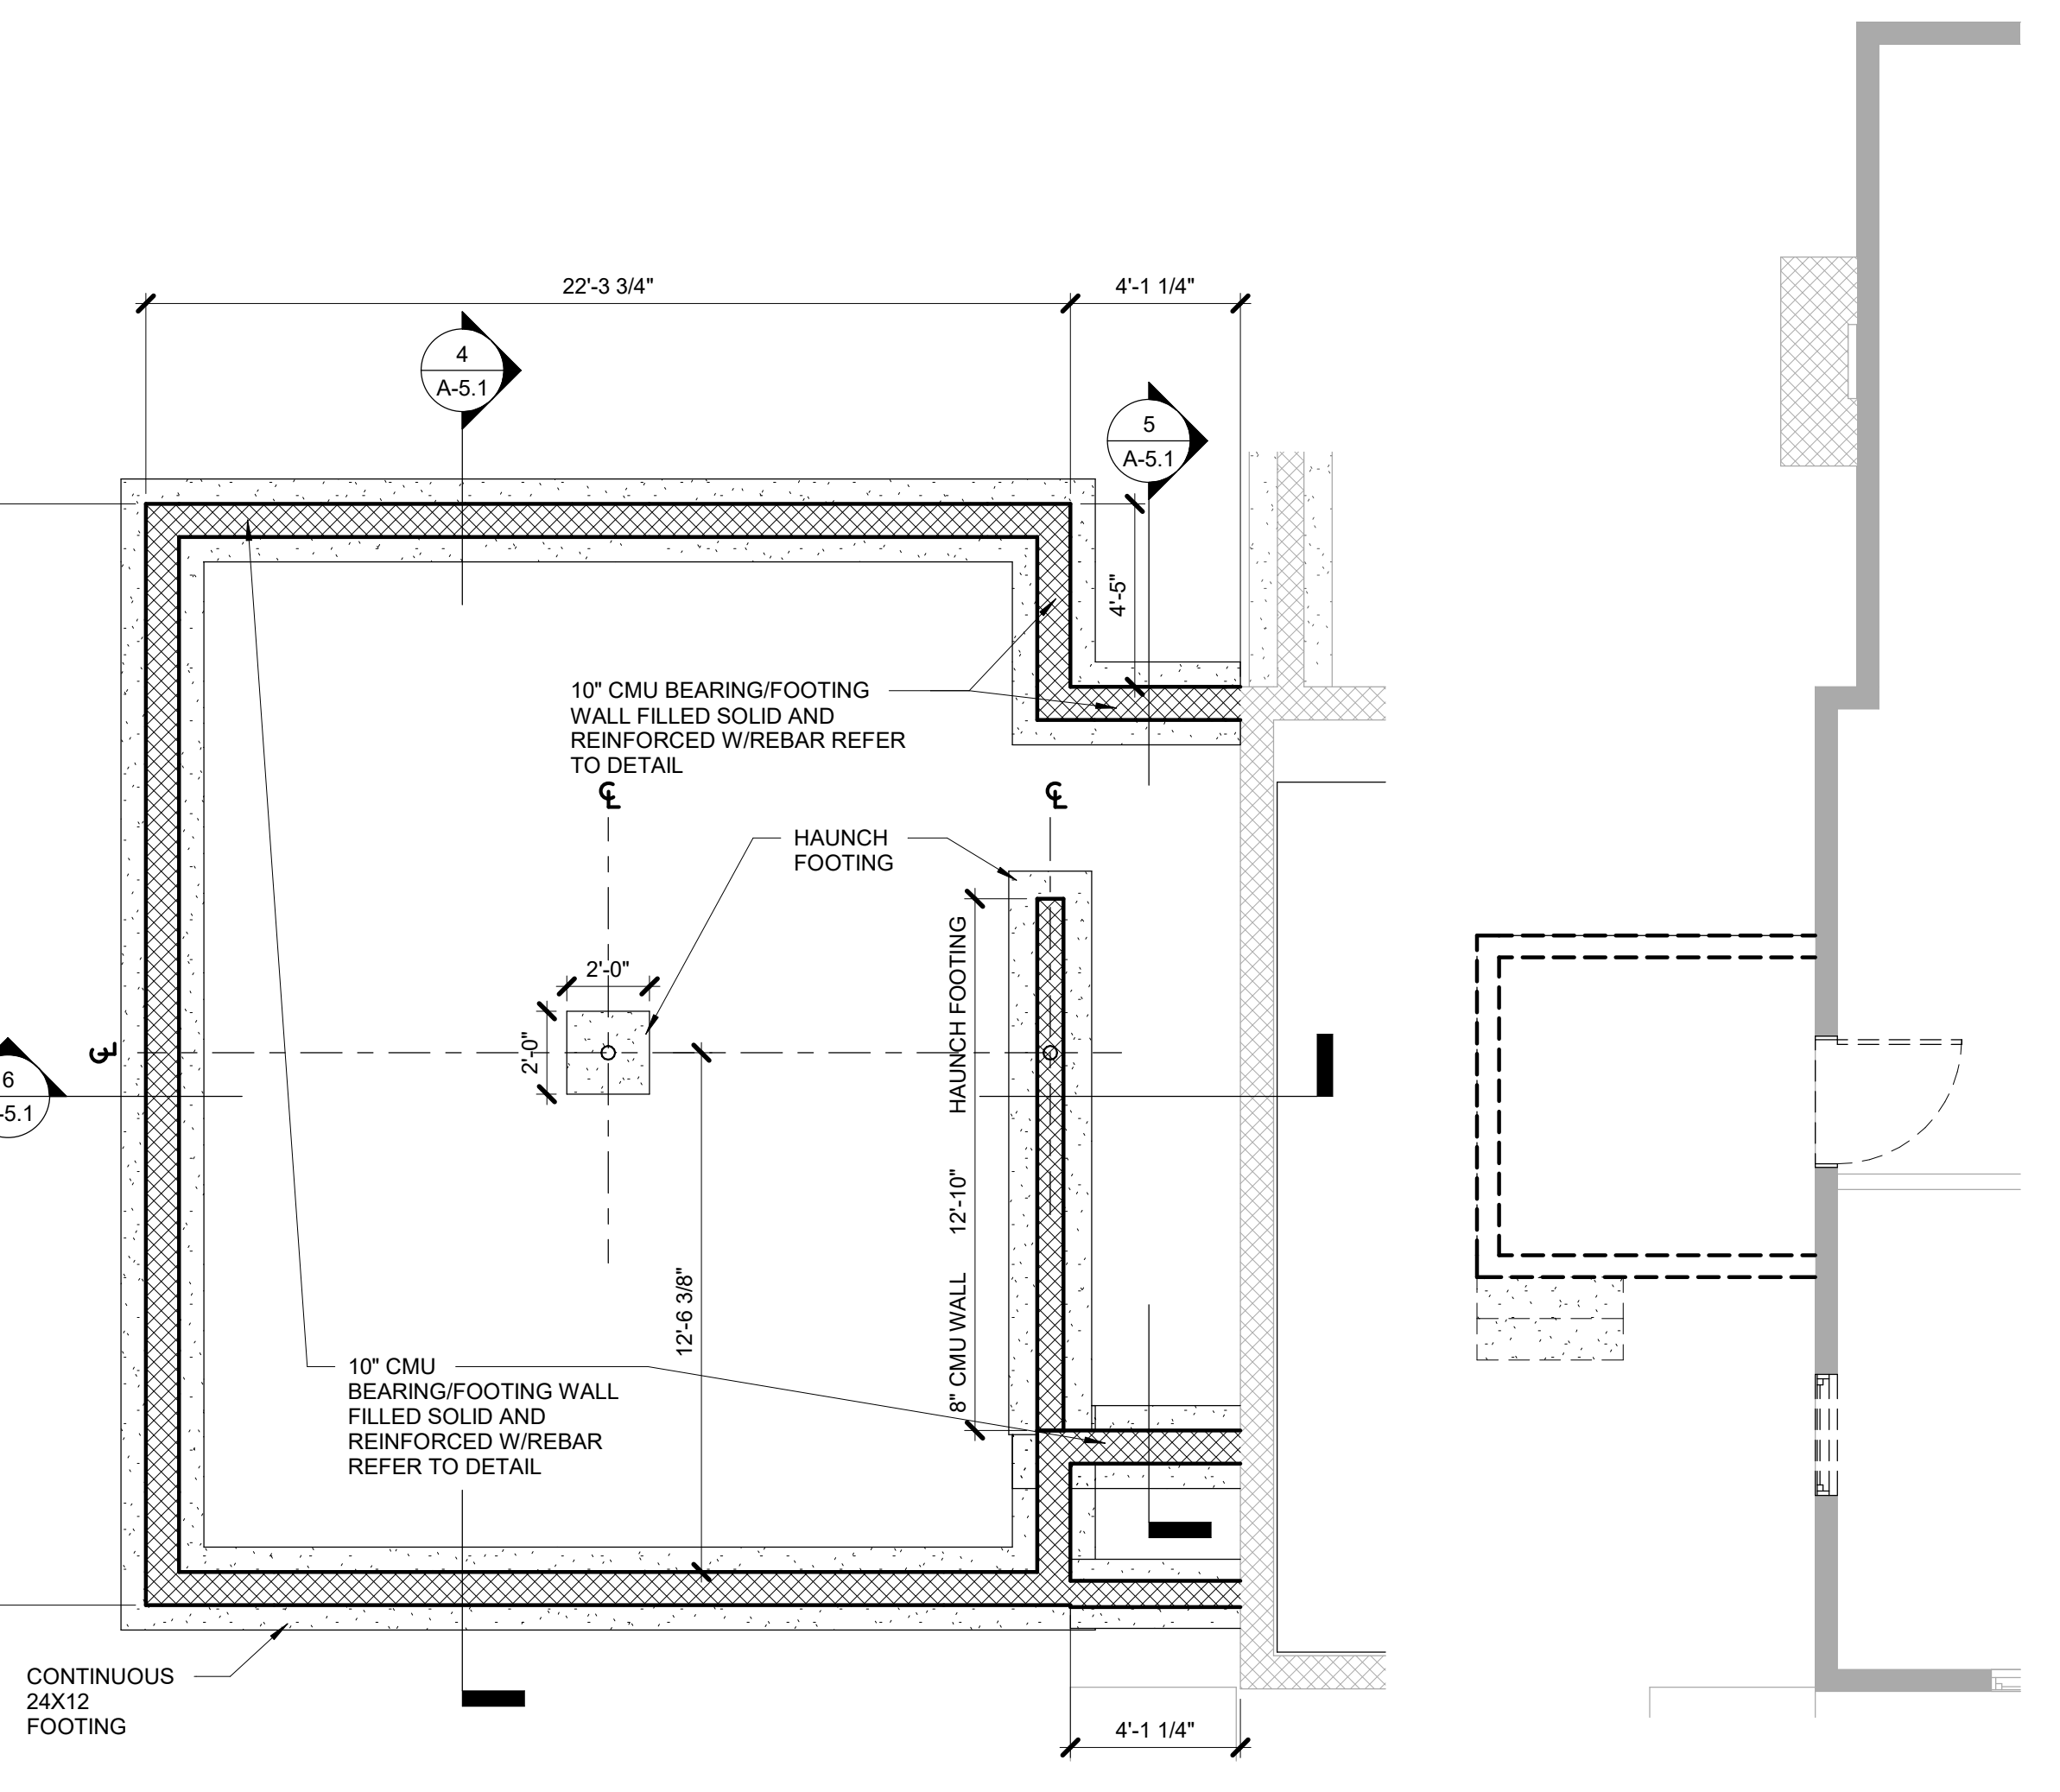 22'-3 3/4"
4'-1 1/4"
4
A-5.1
5
A-5.1
4'-5"
10" CMU BEARING/FOOTING
WALL FILLED SOLID AND
REINFORCED W/REBAR REFER
TO DETAIL
HAUNCH
FOOTING
HAUNCH FOOTING
2'-0"
2'-0"
6
-5.1
12'-10"
8" CMU WALL
12'-6 3/8"
10" CMU
BEARING/FOOTING WALL
FILLED SOLID AND
REINFORCED W/REBAR
REFER TO DETAIL
CONTINUOUS
24X12
FOOTING
4'-1 1/4"